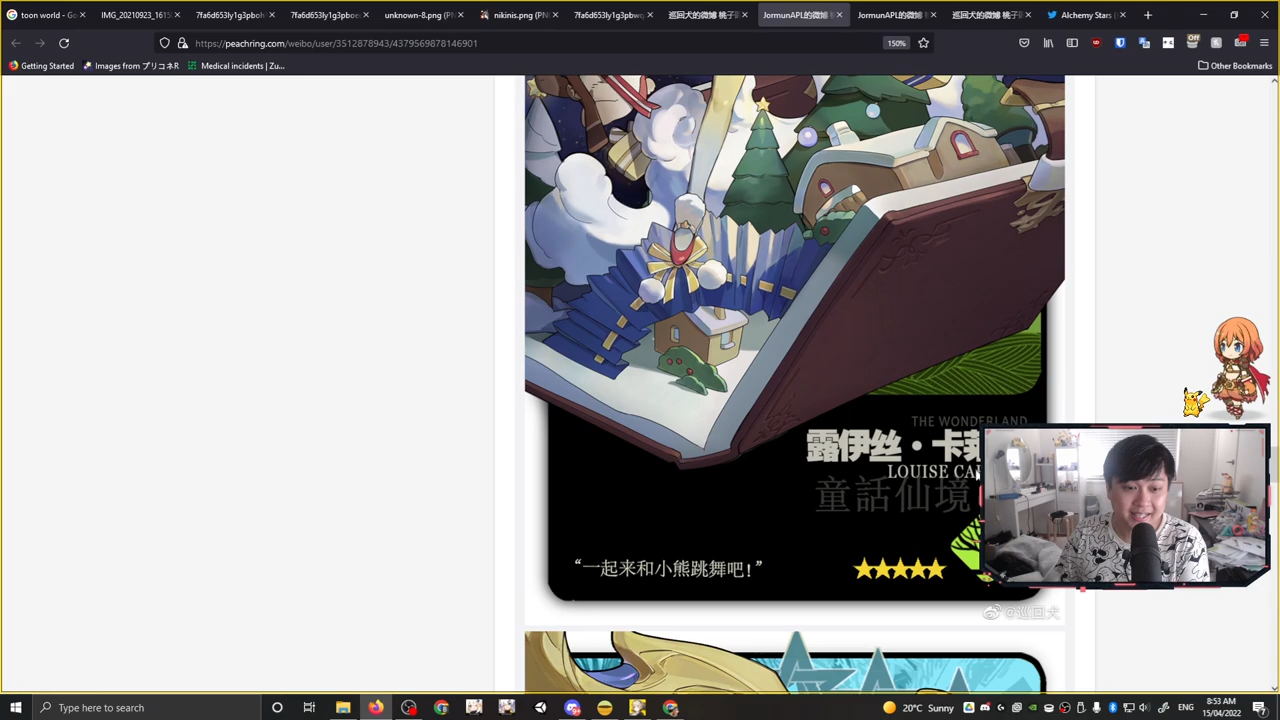 toon world - Go
IMG_20210923_1615
7fa6d653ly1g3pboh
7fa6d653ly1g3pboe
unknown-8.png (PN
nikinis.png (PNG
7fa6d653ly1g3pbwq
巡回犬的微博 桃子
JormunAPL的微博
JormunAPL的微博
巡回犬的微博 桃子
Alchemy Stars (
https://peachring.com/weibo/user/3512878943/4379569878146901
150%
Off
Getting Started
Images from プリコネR
Medical incidents | Zu...
Other Bookmarks
THE WONDERLAND
露伊丝·卡
LOUISE CA
童話仙境
“一起来和小熊跳舞吧!”
@巡回犬
Type here to search
20°C Sunny
ENG
8:53 AM
15/04/2022